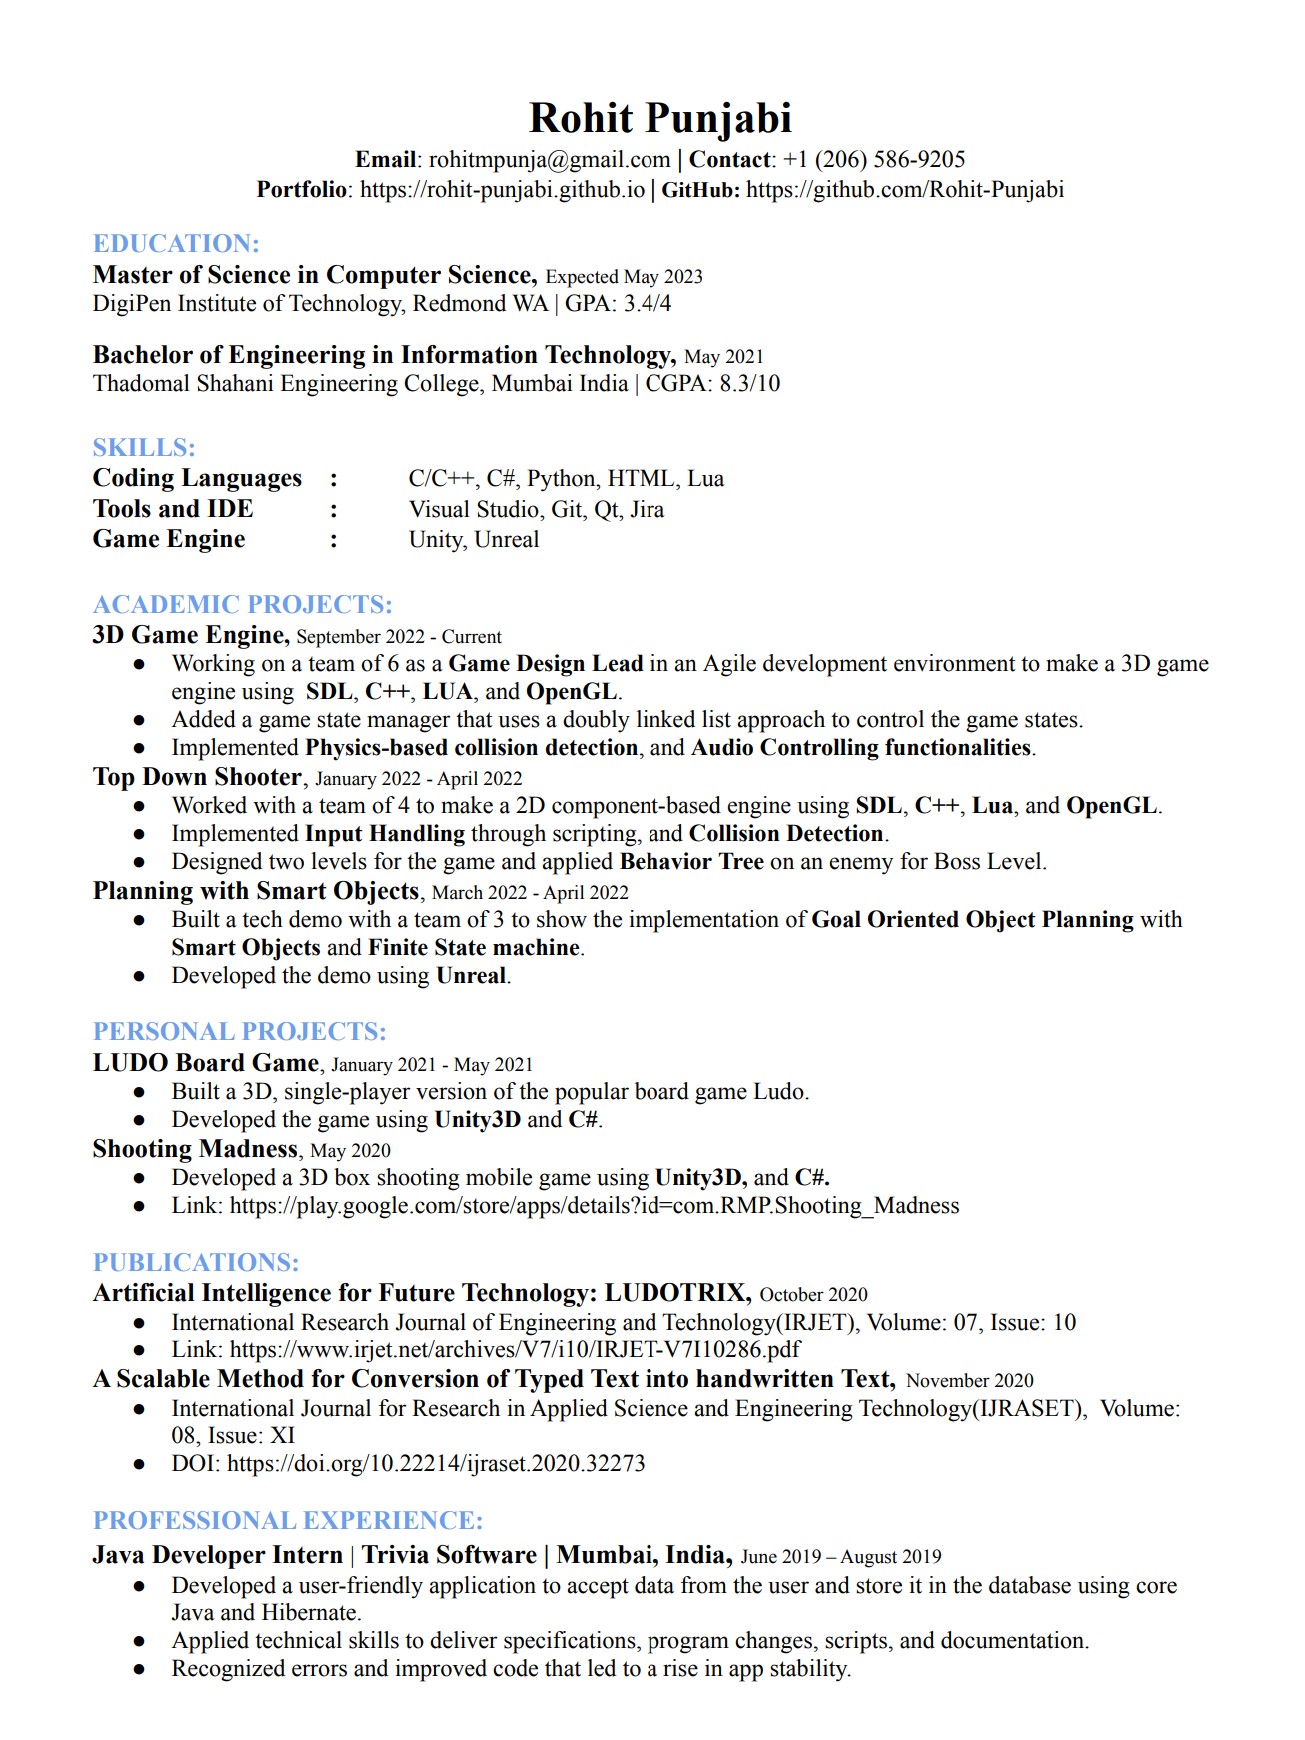 Rohit Punjabi
Email: rohitmpunja@gmail.com | Contact: +1 (206) 586-9205
Portfolio: https://rohit-punjabi.github.io | GitHub: https://github.com/Rohit-Punjabi
EDUCATION:
Master of Science in Computer Science, Expected May 2023
DigiPen Institute of Technology, Redmond WA | GPA: 3.4/4
Bachelor of Engineering in Information Technology, May 2021
Thadomal Shahani Engineering College, Mumbai India | CGPA: 8.3/10
SKILLS:
Coding Languages : C/C++, C#, Python, HTML, Lua
Tools and IDE : Visual Studio, Git, Qt, Jira
Game Engine : Unity, Unreal
ACADEMIC PROJECTS:
3D Game Engine, September 2022 - Current
● Working on a team of 6 as a Game Design Lead in an Agile development environment to make a 3D game
engine using SDL, C++, LUA, and OpenGL.
● Added a game state manager that uses a doubly linked list approach to control the game states.
● Implemented Physics-based collision detection, and Audio Controlling functionalities.
Top Down Shooter, January 2022 - April 2022
● Worked with a team of 4 to make a 2D component-based engine using SDL, C++, Lua, and OpenGL.
● Implemented Input Handling through scripting, and Collision Detection.
● Designed two levels for the game and applied Behavior Tree on an enemy for Boss Level.
Planning with Smart Objects, March 2022 - April 2022
● Built a tech demo with a team of 3 to show the implementation of Goal Oriented Object Planning with
Smart Objects and Finite State machine.
● Developed the demo using Unreal.
PERSONAL PROJECTS:
LUDO Board Game, January 2021 - May 2021
● Built a 3D, single-player version of the popular board game Ludo.
● Developed the game using Unity3D and C#.
Shooting Madness, May 2020
● Developed a 3D box shooting mobile game using Unity3D, and C#.
● Link: https://play.google.com/store/apps/details?id=com.RMP.Shooting_Madness
PUBLICATIONS:
Artificial Intelligence for Future Technology: LUDOTRIX, October 2020
● International Research Journal of Engineering and Technology(IRJET), Volume: 07, Issue: 10
● Link: https://www.irjet.net/archives/V7/i10/IRJET-V7I10286.pdf
A Scalable Method for Conversion of Typed Text into handwritten Text, November 2020
● International Journal for Research in Applied Science and Engineering Technology(IJRASET), Volume:
08, Issue: XI
● DOI: https://doi.org/10.22214/ijraset.2020.32273
PROFESSIONAL EXPERIENCE:
Java Developer Intern | Trivia Software | Mumbai, India, June 2019 – August 2019
● Developed a user-friendly application to accept data from the user and store it in the database using core
Java and Hibernate.
● Applied technical skills to deliver specifications, program changes, scripts, and documentation.
● Recognized errors and improved code that led to a rise in app stability.